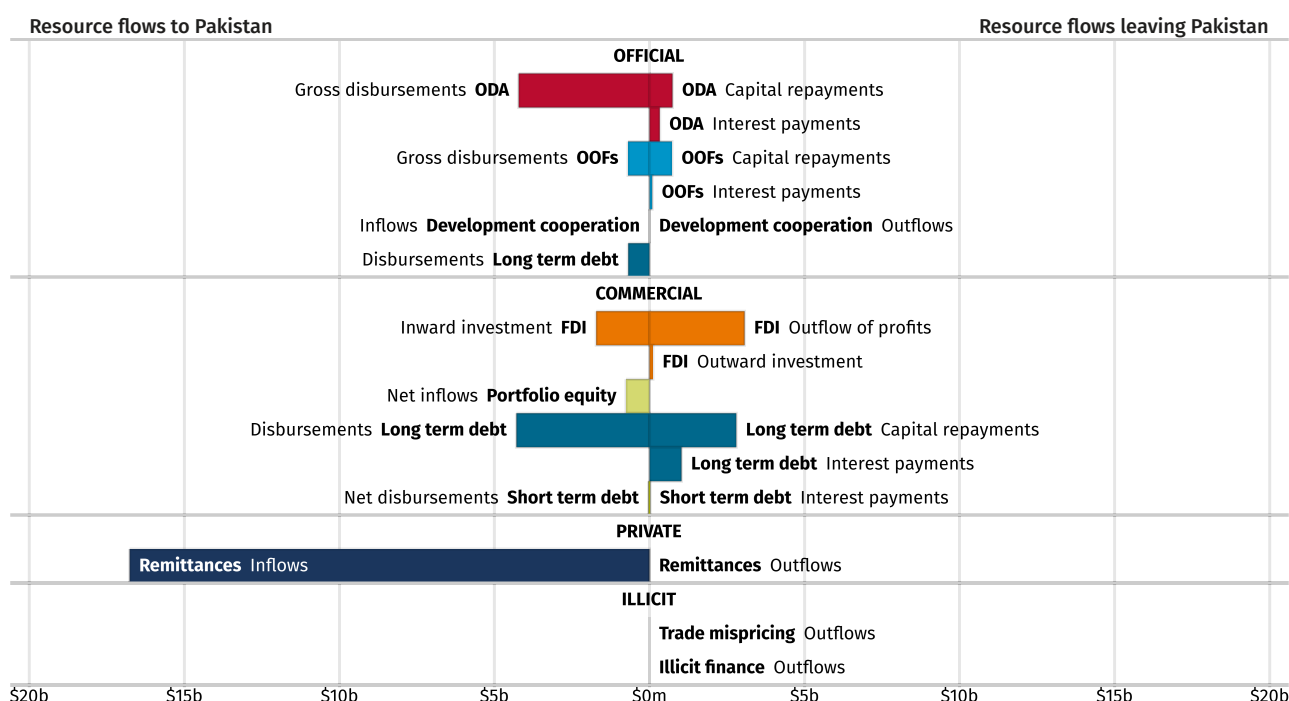 Resource flows to Pakistan Resource flows leaving Pakistan
OFFICIAL
Gross disbursements ODA ODA Capital repayments
ODA Interest payments
Gross disbursements OOFs OOFs Capital repayments
OOFs Interest payments
Inflows Development cooperation Development cooperation Outflows
Disbursements Long term debt
COMMERCIAL
Inward investment FDI FDI Outflow of profits
FDI Outward investment
Net inflows Portfolio equity
Disbursements Long term debt Long term debt Capital repayments
Long term debt Interest payments
Net disbursements Short term debt Short term debt Interest payments
PRIVATE
Remittances Inflows Remittances Outflows
ILLICIT
Trade mispricing Outflows
Illicit finance Outflows
$20b $15b $10b $5b $0m $5b $10b $15b $20b